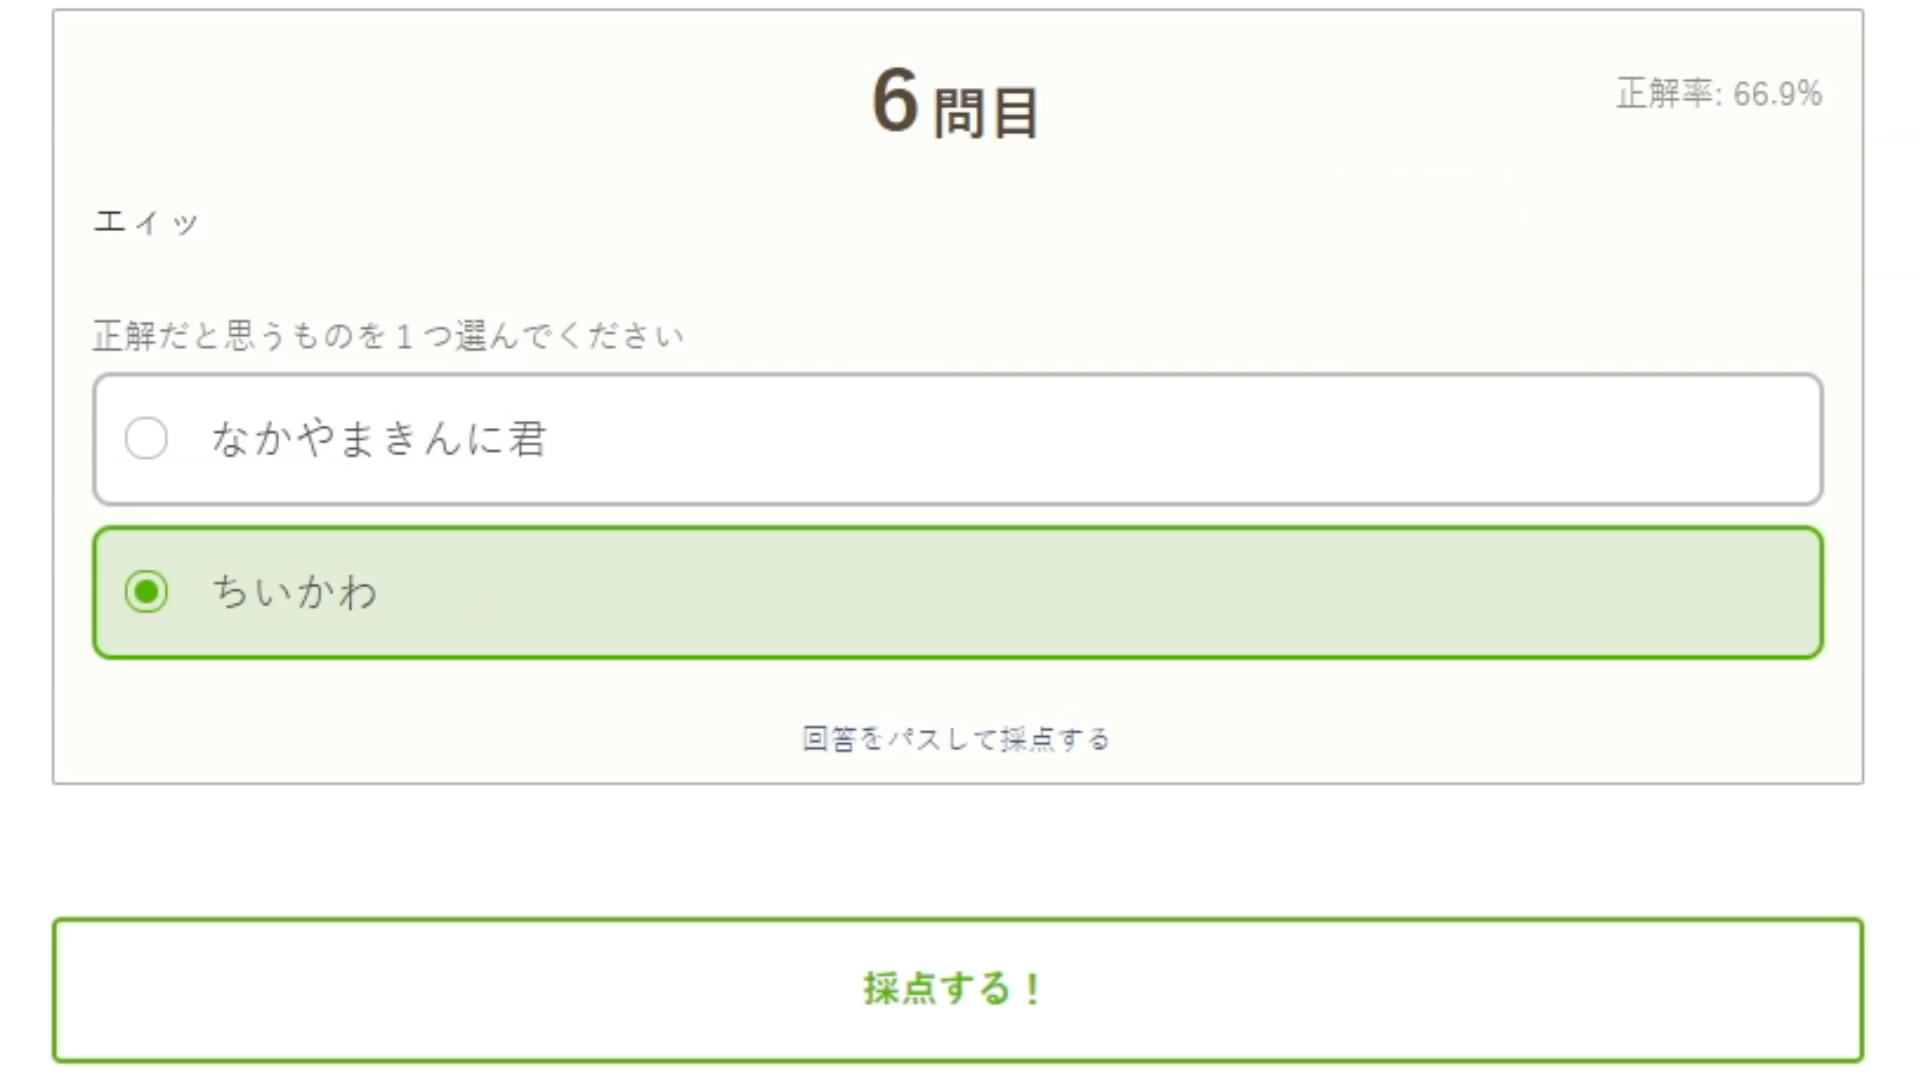 6問目
正解率: 66.9%
エィッ
正解だと思うものを1つ選んでください
なかやまきんに君
ちいかわ
回答をパスして採点する
採点する！